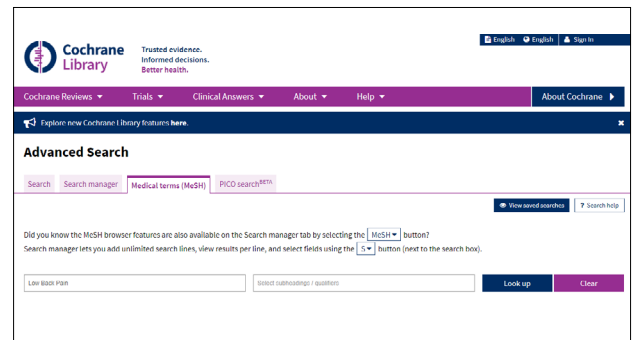 English English Sign In
Cochrane Library
Trusted evidence.
Informed decisions.
Better health.
Cochrane Reviews Trials Clinical Answers About Help About Cochrane
Explore new Cochrane Library features here.
Advanced Search
Search Search manager Medical terms (MeSH) PICO search BETA
View saved searches ? Search help
Did you know the MeSH browser features are also available on the Search manager tab by selecting the MeSH button?
Search manager lets you add unlimited search lines, view results per line, and select fields using the S button (next to the search box).
Low Back Pain Select subheadings / qualifiers Look up Clear